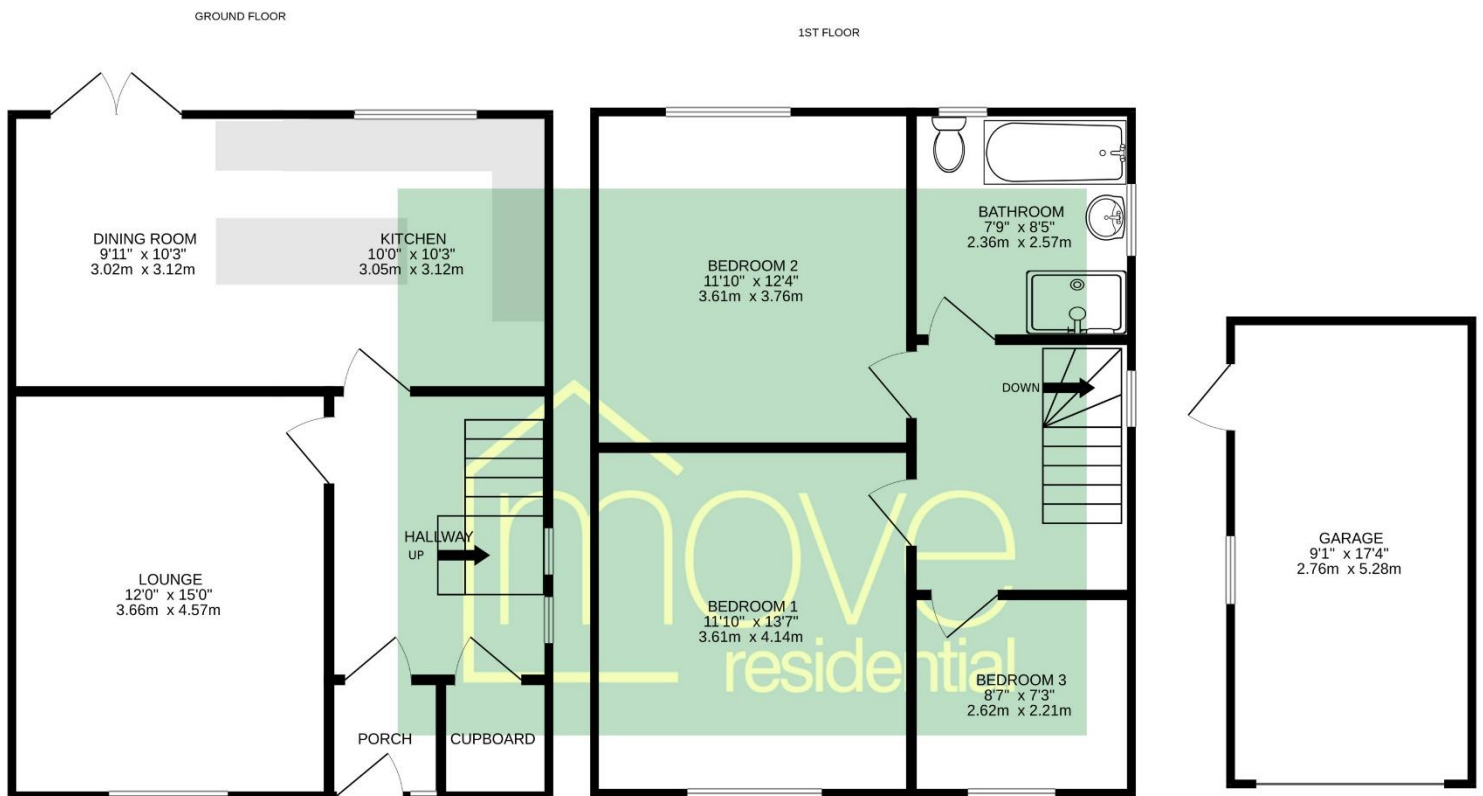 GROUND FLOOR
1ST FLOOR
DINING ROOM
9'11" x 10'3"
3.02m x 3.12m
KITCHEN
10'0" x 10'3"
3.05m x 3.12m
LOUNGE
12'0" x 15'0"
3.66m x 4.57m
HALLWAY
UP
PORCH
CUPBOARD
BEDROOM 2
11'10" x 12'4"
3.61m x 3.76m
BATHROOM
7'9" x 8'5"
2.36m x 2.57m
DOWN
BEDROOM 1
11'10" x 13'7"
3.61m x 4.14m
BEDROOM 3
8'7" x 7'3"
2.62m x 2.21m
GARAGE
9'1" x 17'4"
2.76m x 5.28m
move
residential